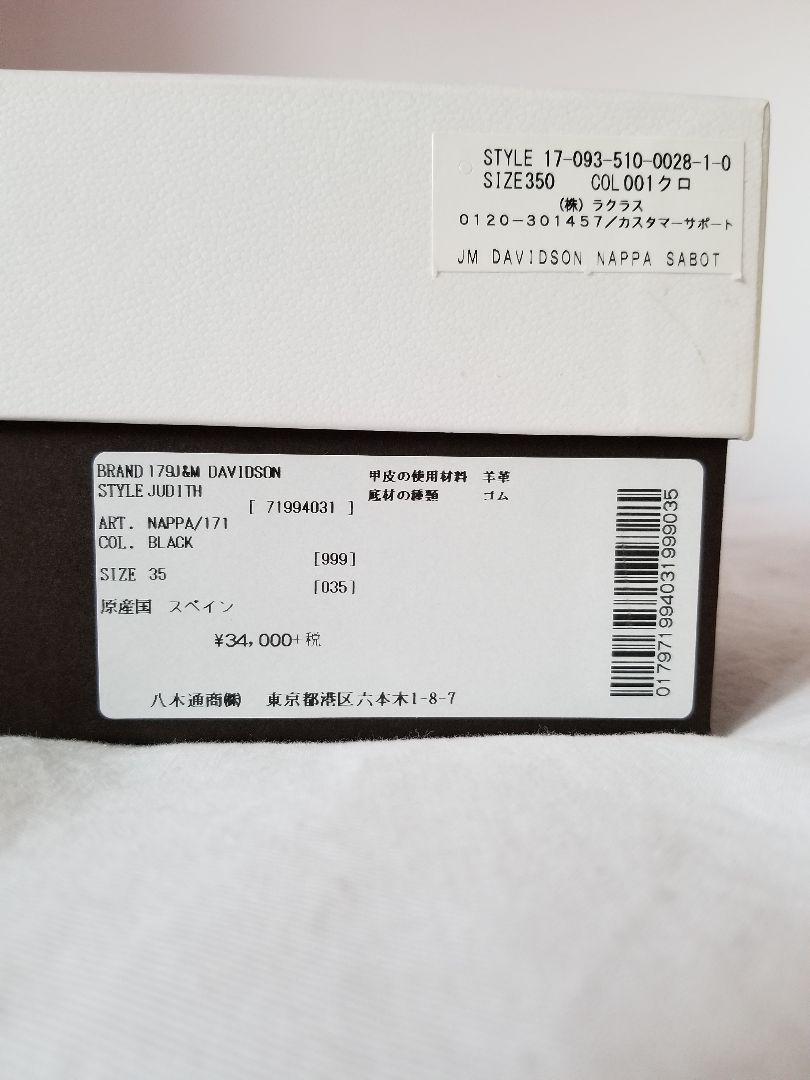 STYLE 17-093-510-0028-1-0
SIZE350 COL001クロ
(株) ラクラス
0120-301457/カスタマーサポート
JM DAVIDSON NAPPA SABOT
BRAND 179J&M DAVIDSON
STYLE JUDITH
[ 71994031 ]
ART. NAPPA/171
COL. BLACK
[999]
SIZE 35
[035]
原産国 スペイン
¥34,000+税
八木通商㈱ 東京都港区六本木1-8-7
甲皮の使用材料 羊革
底材の種類 ゴム
017971994031999035